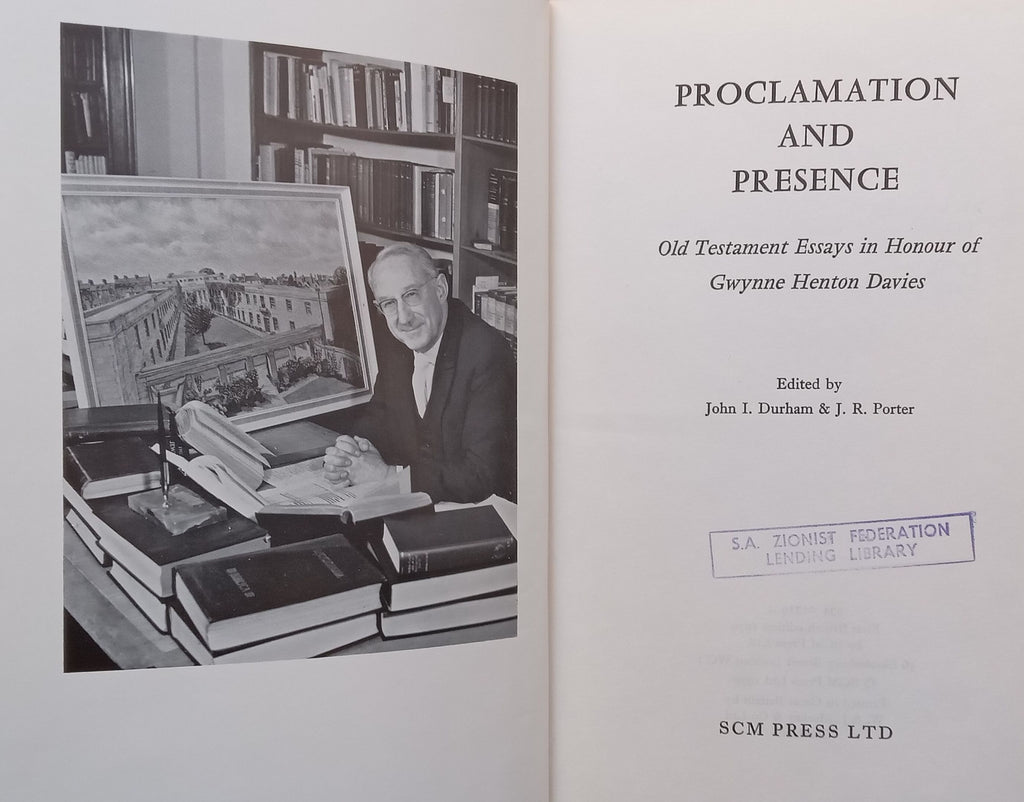 PROCLAMATION
AND
PRESENCE
Old Testament Essays in Honour of
Gwynne Henton Davies
Edited by
John I. Durham & J. R. Porter
S.A. ZIONIST FEDERATION
LENDING LIBRARY
SCM PRESS LTD